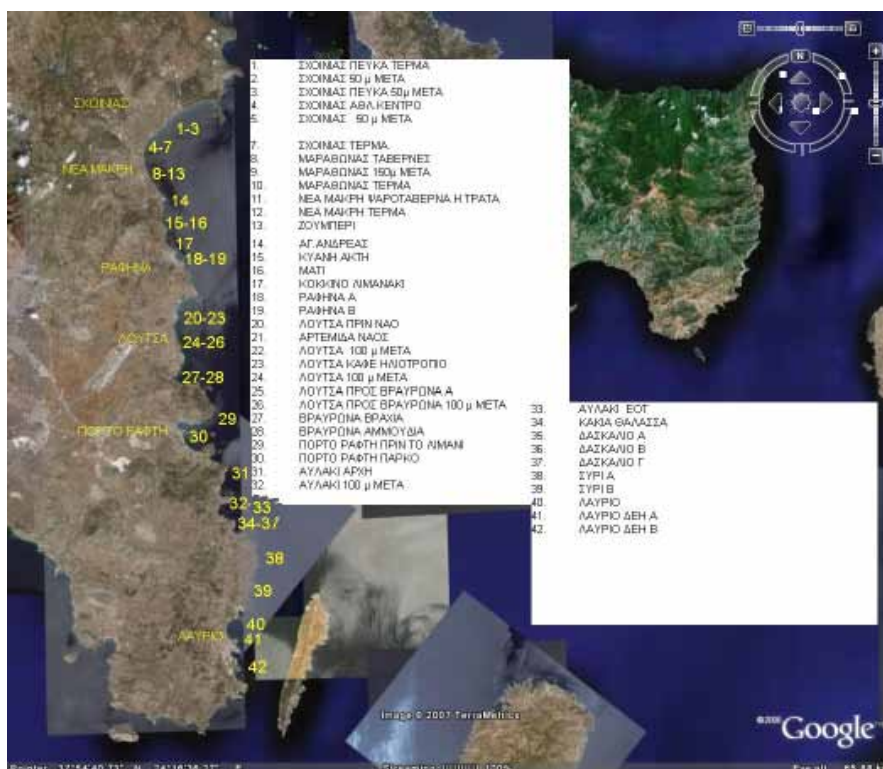 1. ΣΧΟΙΝΙΑΣ ΠΕΥΚΑ ΤΕΡΜΑ
2. ΣΧΟΙΝΙΑΣ 50 μ ΜΕΤΑ
3. ΣΧΟΙΝΙΑΣ ΠΕΥΚΑ 50μ ΜΕΤΑ
4. ΣΧΟΙΝΙΑΣ ΑΘΛ.ΚΕΝΤΡΟ
5. ΣΧΟΙΝΙΑΣ 50 μ ΜΕΤΑ
7. ΣΧΟΙΝΙΑΣ ΤΕΡΜΑ
8. ΜΑΡΑΘΩΝΑΣ ΤΑΒΕΡΝΕΣ
9. ΜΑΡΑΘΩΝΑΣ 150μ ΜΕΤΑ
10. ΜΑΡΑΘΩΝΑΣ ΤΕΡΜΑ
11. ΝΕΑ ΜΑΚΡΗ ΨΑΡΟΤΑΒΕΡΝΑ Η ΤΡΑΤΑ
12. ΝΕΑ ΜΑΚΡΗ ΤΕΡΜΑ
13. ΖΟΥΜΠΕΡΙ
14. ΑΓ.ΑΝΔΡΕΑΣ
15. ΚΥΑΝΗ ΑΚΤΗ
16. ΜΑΤΙ
17. ΚΟΚΚΙΝΟ ΛΙΜΑΝΑΚΙ
18. ΡΑΦΗΝΑ Α
19. ΡΑΦΗΝΑ Β
20. ΛΟΥΤΣΑ ΠΡΙΝ ΝΑΟ
21. ΑΡΤΕΜΙΔΑ ΝΑΟΣ
22. ΛΟΥΤΣΑ 100 μ ΜΕΤΑ
23. ΛΟΥΤΣΑ ΚΑΦΕ ΗΛΙΟΤΡΟΠΙΟ
24. ΛΟΥΤΣΑ 100 μ ΜΕΤΑ
25. ΛΟΥΤΣΑ ΠΡΟΣ ΒΡΑΥΡΩΝΑ Α
26. ΛΟΥΤΣΑ ΠΡΟΣ ΒΡΑΥΡΩΝΑ 100 μ ΜΕΤΑ
27. ΒΡΑΥΡΩΝΑ ΒΡΑΧΙΑ
28. ΒΡΑΥΡΩΝΑ ΑΜΜΟΥΔΙΑ
29. ΠΟΡΤΟ ΡΑΦΤΗ ΠΡΙΝ ΤΟ ΛΙΜΑΝΙ
30. ΠΟΡΤΟ ΡΑΦΤΗ ΠΑΡΚΟ
31. ΑΥΛΑΚΙ ΑΡΧΗ
32. ΑΥΛΑΚΙ 100 μ ΜΕΤΑ
33. ΑΥΛΑΚΙ ΕΟΤ
34. ΚΑΚΙΑ ΘΑΛΑΣΣΑ
35. ΔΑΣΚΑΛΙΟ Α
36. ΔΑΣΚΑΛΙΟ Β
37. ΔΑΣΚΑΛΙΟ Γ
38. ΣΥΡΙ Α
39. ΣΥΡΙ Β
40. ΛΑΥΡΙΟ
41. ΛΑΥΡΙΟ ΔΕΗ Α
42. ΛΑΥΡΙΟ ΔΕΗ Β
ΣΧΟΙΝΙΑΣ
1-3
4-7
ΝΕΑ ΜΑΚΡΗ
8-13
14
15-16
17
ΡΑΦΗΝΑ
18-19
20-23
ΛΟΥΤΣΑ
24-26
27-28
29
ΠΟΡΤΟ ΡΑΦΤΗ
30
31
32
33
34-37
38
39
40
ΛΑΥΡΙΟ
41
42
N
Image © 2007 TerraMetrics
Google